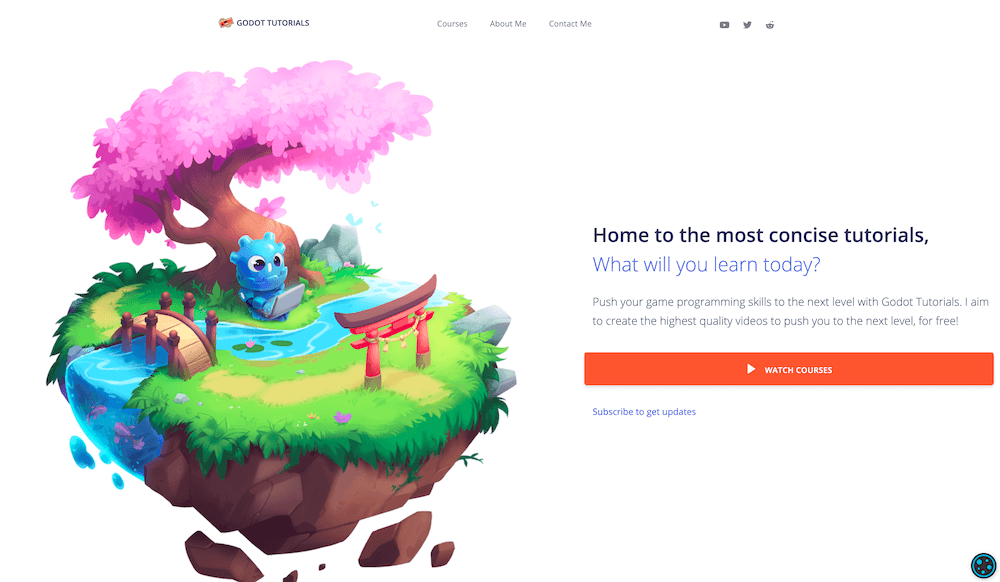 GODOT TUTORIALS
Courses
About Me
Contact Me
Home to the most concise tutorials,
What will you learn today?
Push your game programming skills to the next level with Godot Tutorials. I aim
to create the highest quality videos to push you to the next level, for free!
WATCH COURSES
Subscribe to get updates